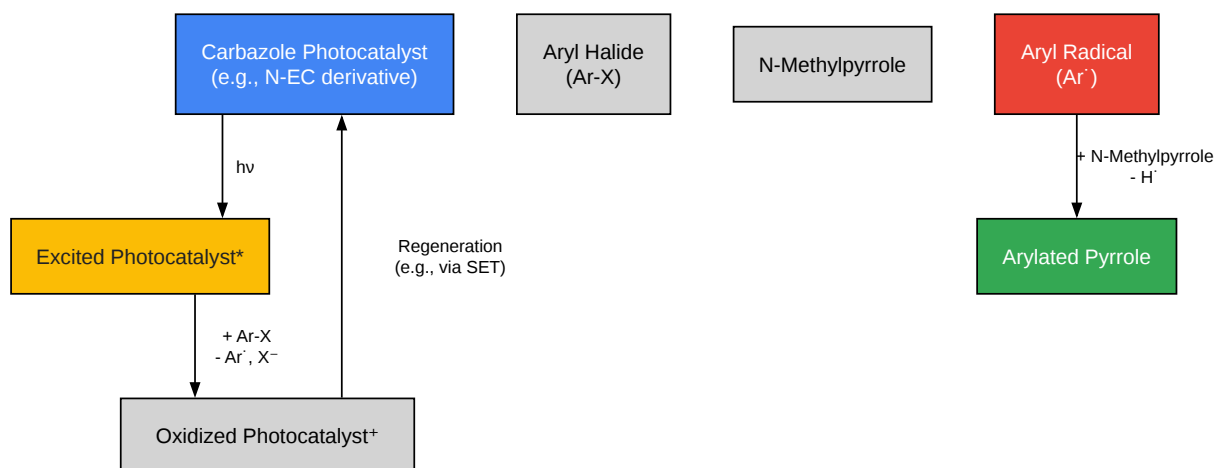 Carbazole Photocatalyst
(e.g., N-EC derivative)
Aryl Halide
(Ar-X)
N-Methylpyrrole
Aryl Radical
(Ar˙)
hν
+ N-Methylpyrrole
- H˙
Excited Photocatalyst*
Regeneration
(e.g., via SET)
Arylated Pyrrole
+ Ar-X
- Ar˙, X⁻
Oxidized Photocatalyst⁺